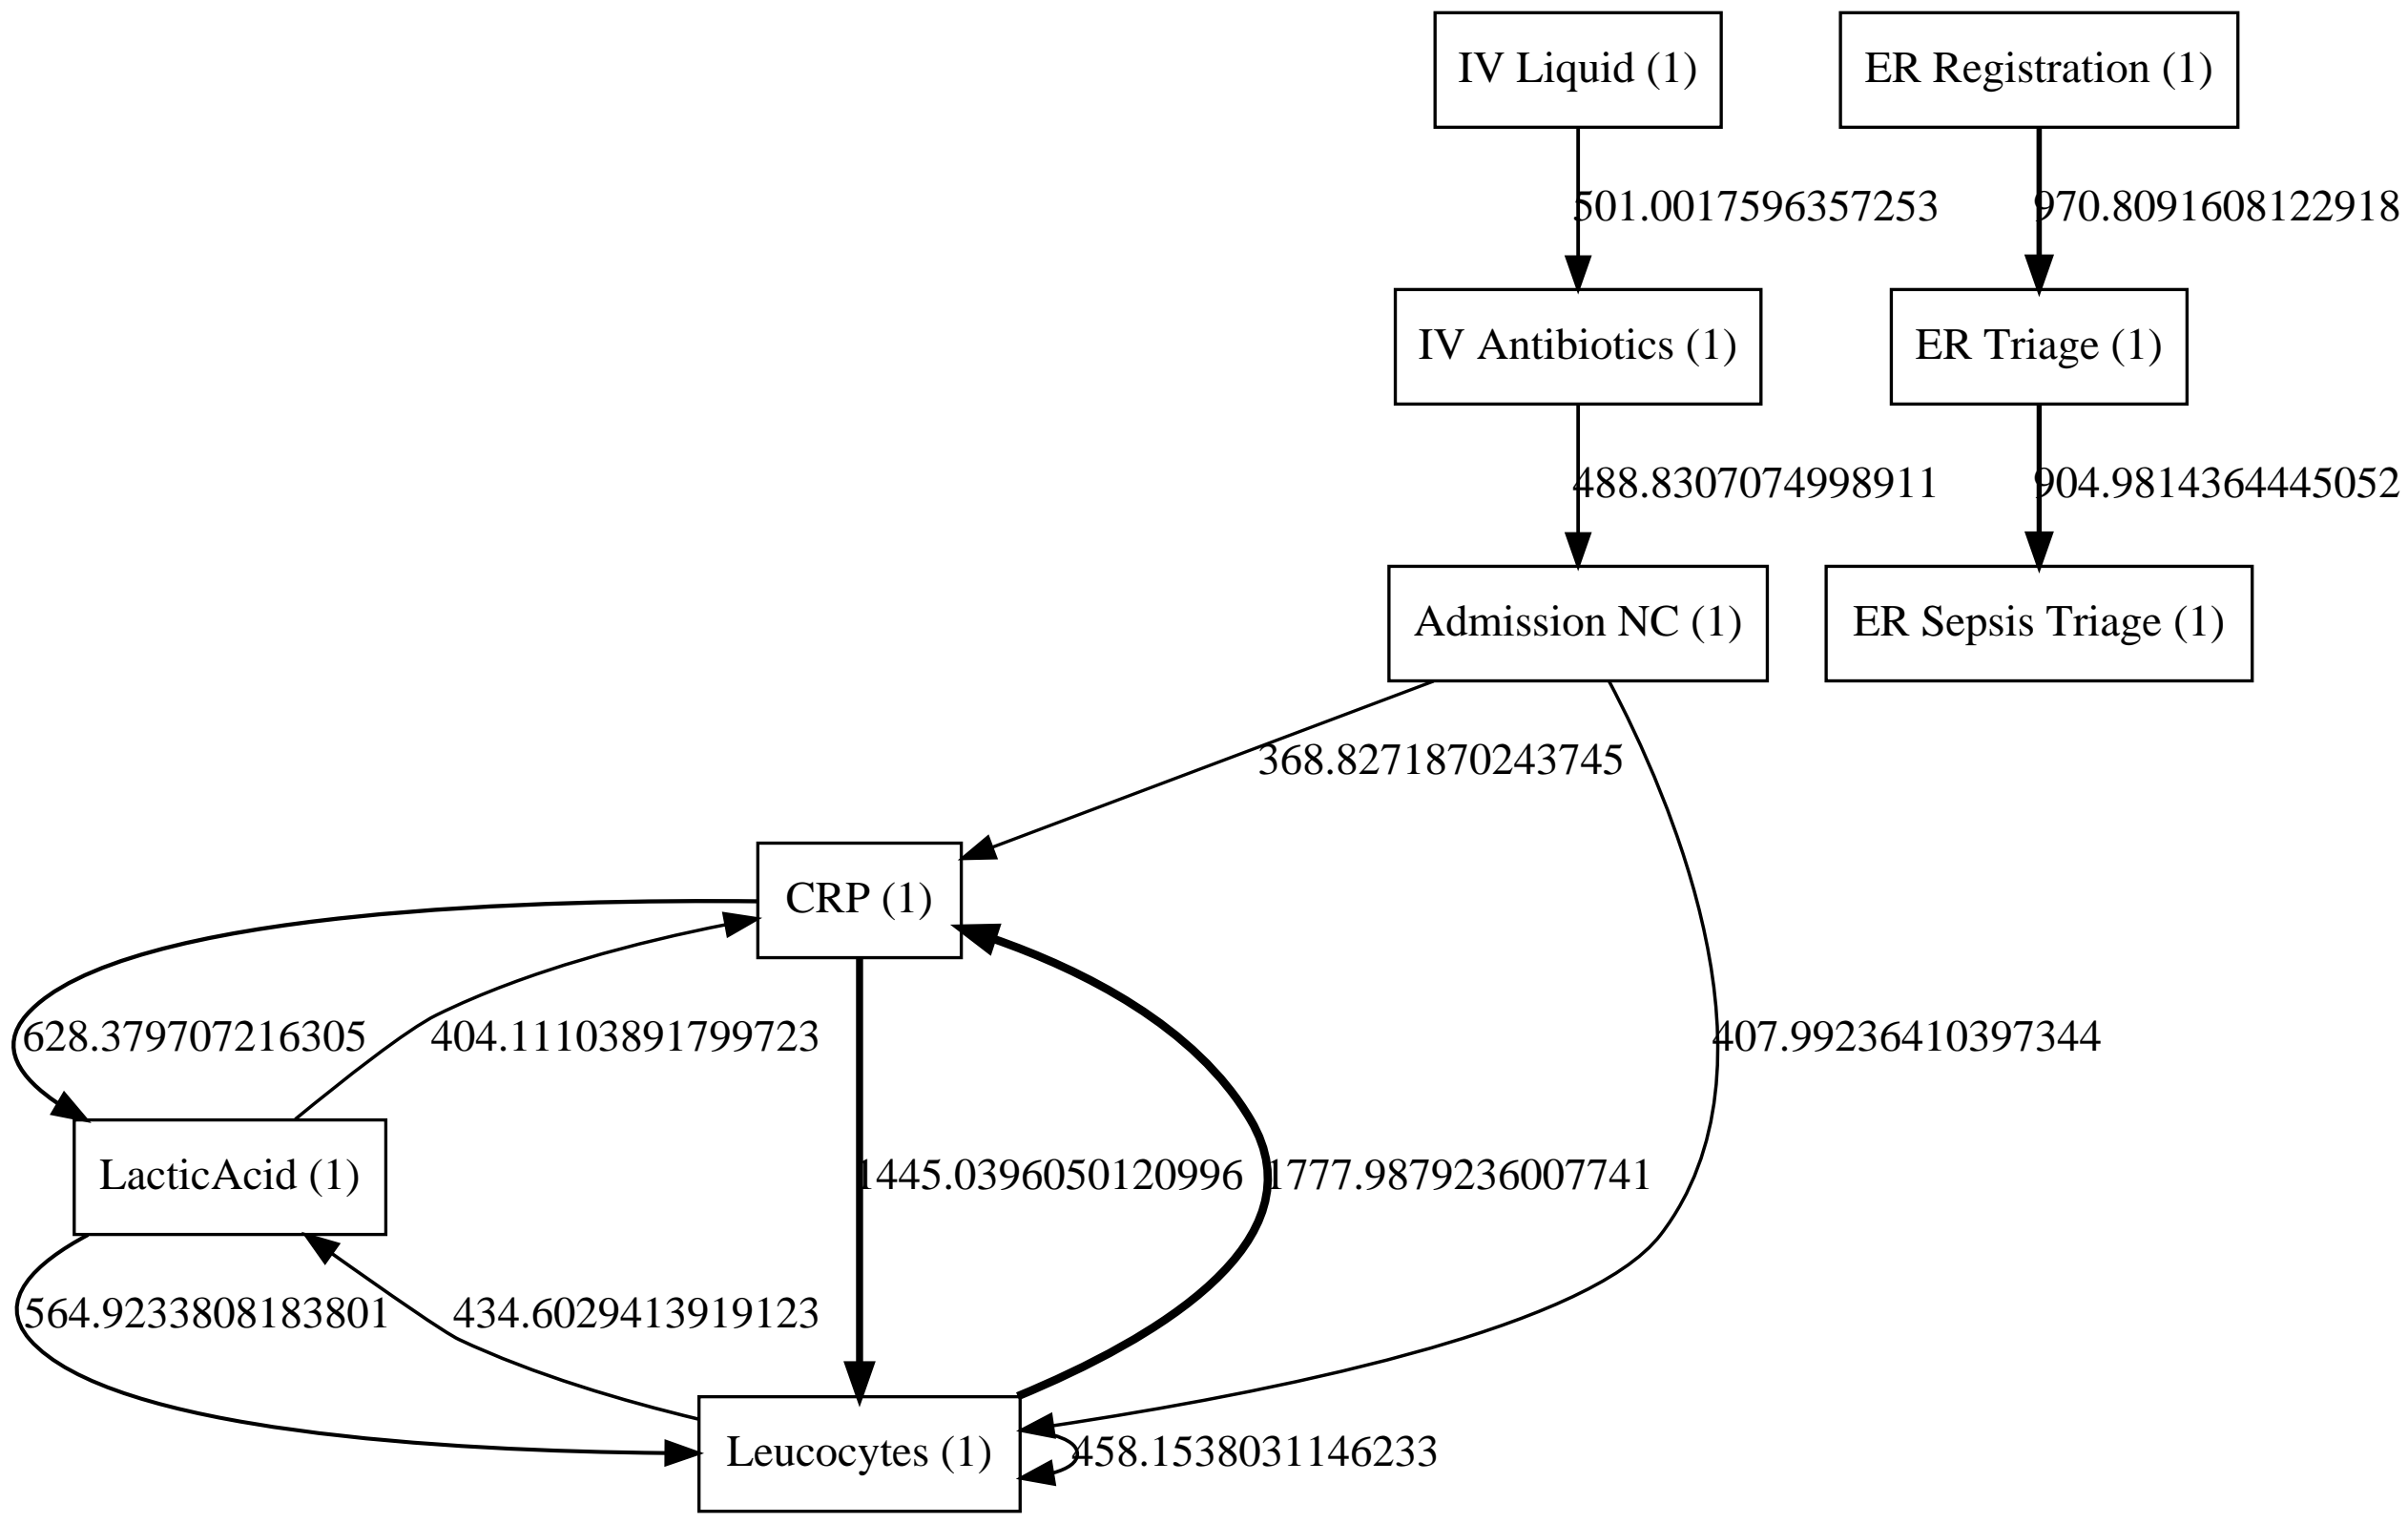 IV Liquid (1)
ER Registration (1)
501.0017596357253
970.8091608122918
IV Antibiotics (1)
ER Triage (1)
488.8307074998911
904.9814364445052
Admission NC (1)
ER Sepsis Triage (1)
368.8271870243745
CRP (1)
628.379707216305
404.11103891799723
407.99236410397344
LacticAcid (1)
1445.0396050120996
1777.9879236007741
564.9233808183801
434.6029413919123
Leucocytes (1)
458.1538031146233